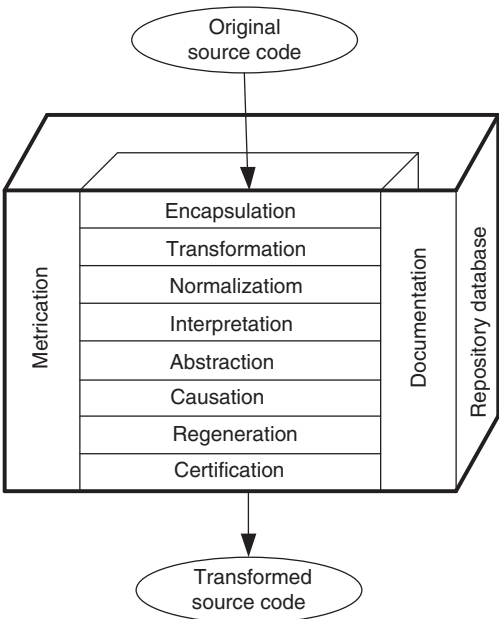 Original
source code
Encapsulation
Transformation
Normalizatiom
Interpretation
Abstraction
Causation
Regeneration
Certification
Metrication
Documentation
Repository database
Transformed
source code